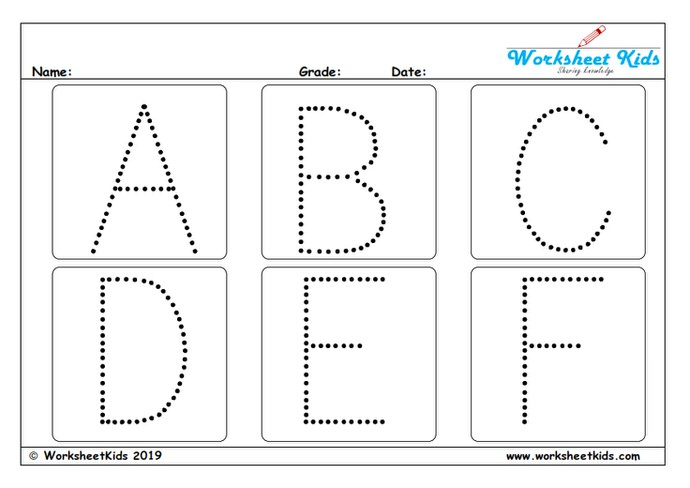 Worksheet Kids
Sharing Knowledge
Name: Grade: Date:
A B C
D E F
© WorksheetKids 2019 www.worksheetkids.com